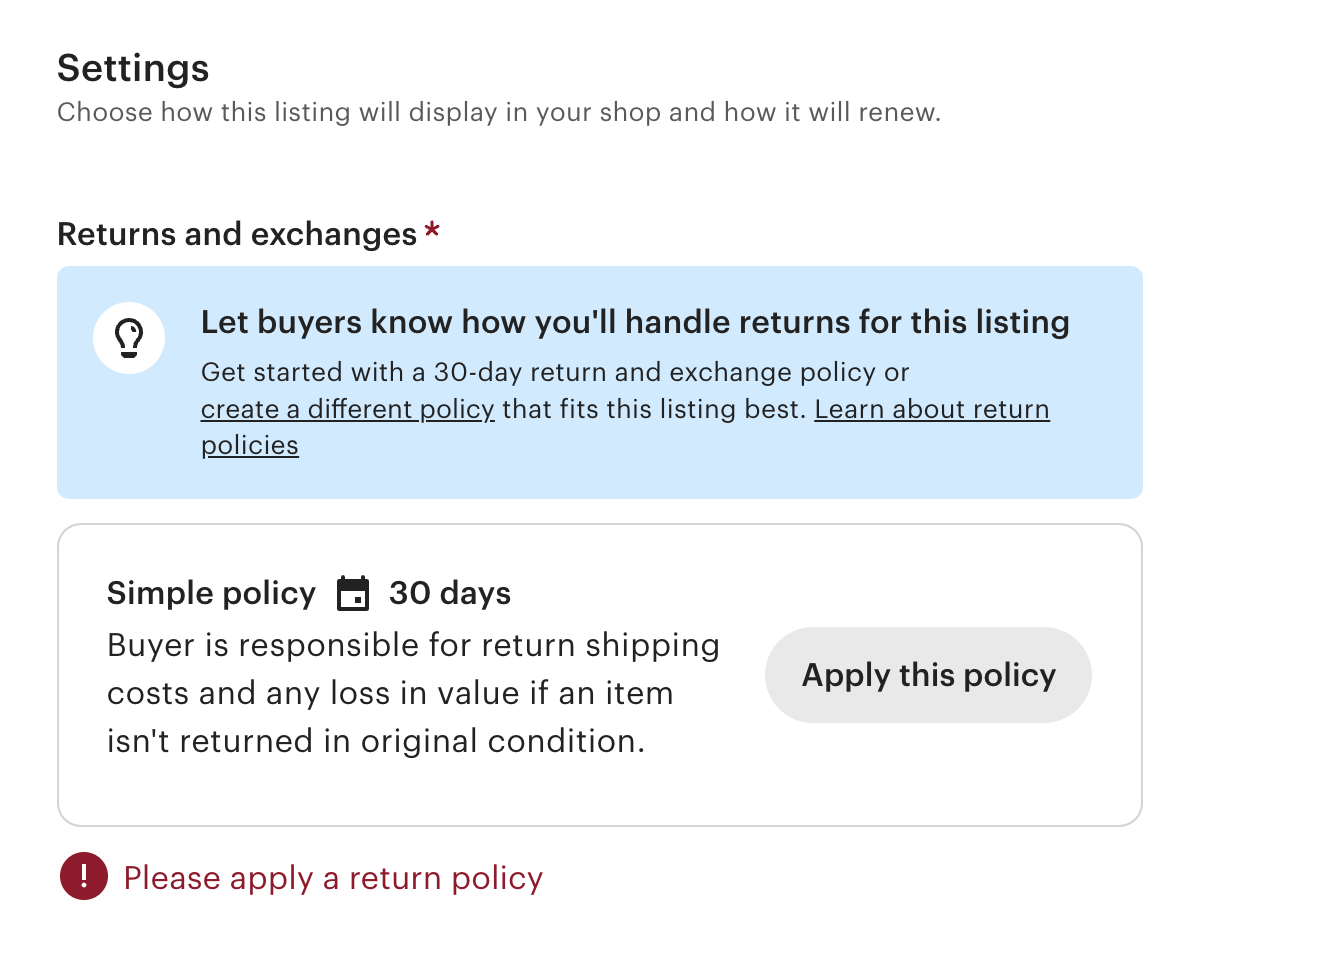 Settings
Choose how this listing will display in your shop and how it will renew.
Returns and exchanges *
Let buyers know how you'll handle returns for this listing
Get started with a 30-day return and exchange policy or
create a different policy that fits this listing best. Learn about return
policies
Simple policy 30 days
Buyer is responsible for return shipping
costs and any loss in value if an item
isn't returned in original condition.
Apply this policy
Please apply a return policy